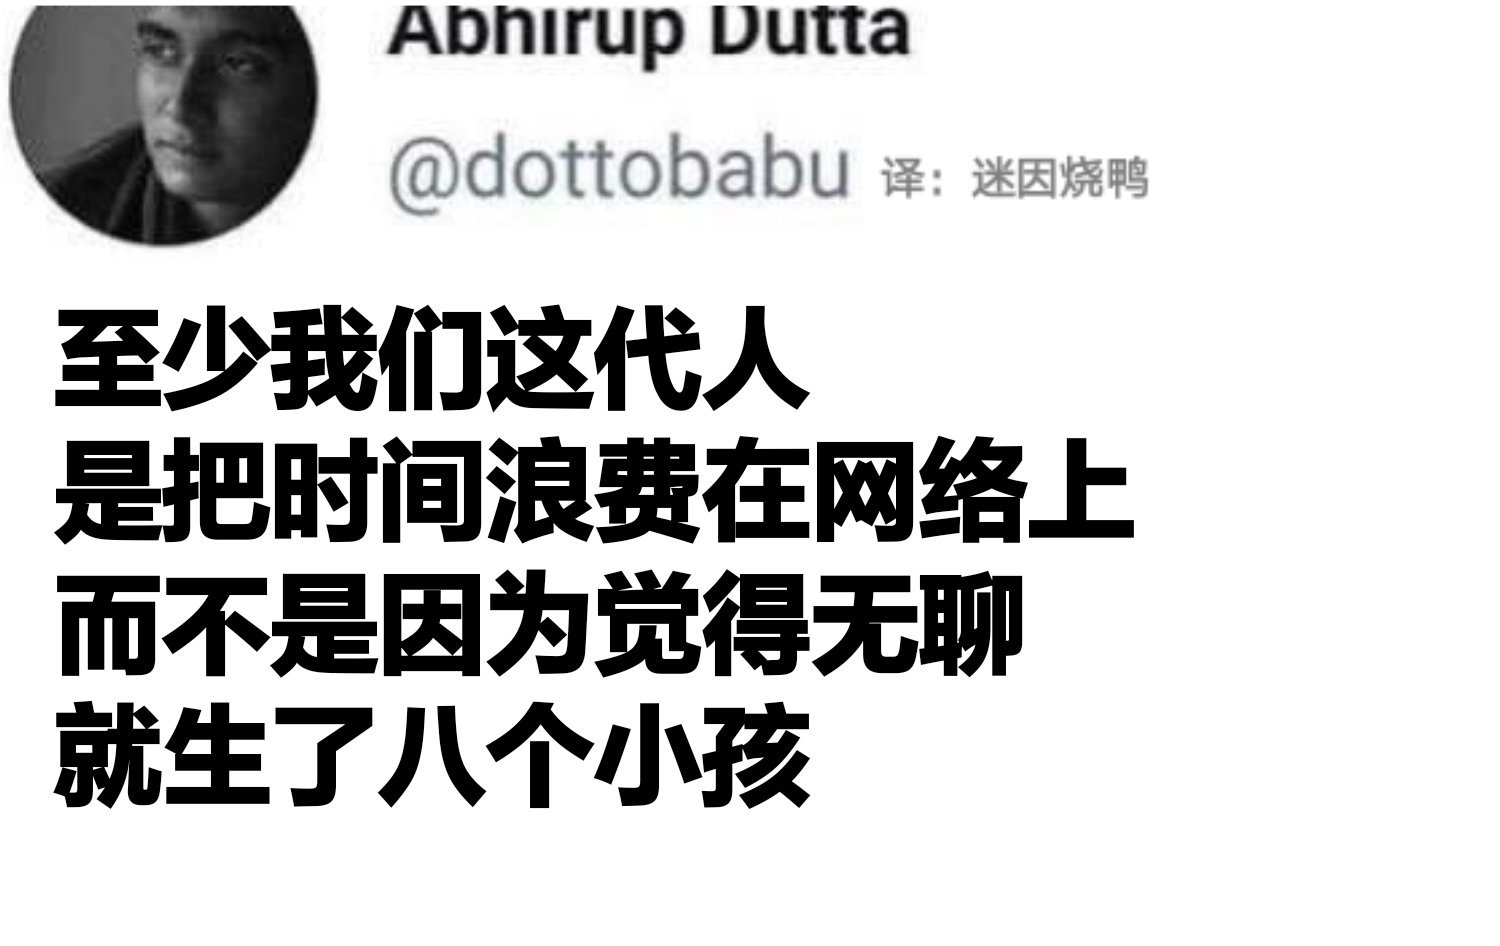 Abhirup Dutta
@dottobabu 译：迷因烧鸭
至少我们这代人
是把时间浪费在网络上
而不是因为觉得无聊
就生了八个小孩